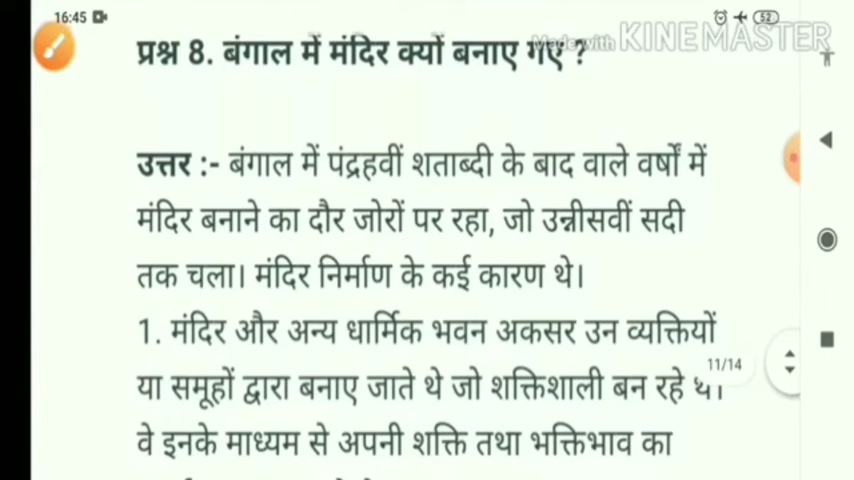 16:45
52
Made with KINEMASTER
प्रश्न 8. बंगाल में मंदिर क्यों बनाए गए ?
उत्तर :- बंगाल में पंद्रहवीं शताब्दी के बाद वाले वर्षों में
मंदिर बनाने का दौर जोरों पर रहा, जो उन्नीसवीं सदी
तक चला। मंदिर निर्माण के कई कारण थे।
1. मंदिर और अन्य धार्मिक भवन अकसर उन व्यक्तियों
11/14
या समूहों द्वारा बनाए जाते थे जो शक्तिशाली बन रहे थे।
वे इनके माध्यम से अपनी शक्ति तथा भक्तिभाव का